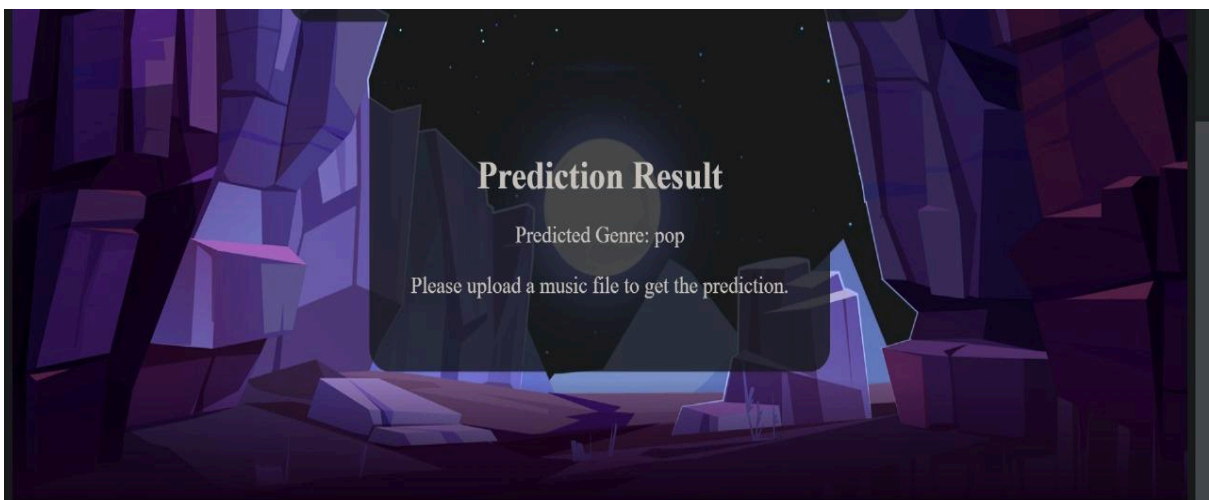 Prediction Result
Predicted Genre: pop
Please upload a music file to get the prediction.